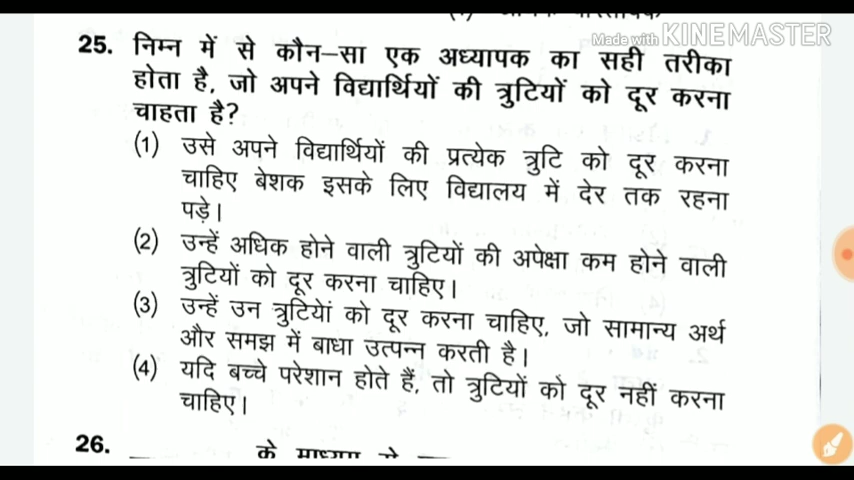 Made with KINEMASTER
25. निम्न में से कौन-सा एक अध्यापक का सही तरीका
होता है, जो अपने विद्यार्थियों की त्रुटियों को दूर करना
चाहता है?
(1) उसे अपने विद्यार्थियों की प्रत्येक त्रुटि को दूर करना
चाहिए बेशक इसके लिए विद्यालय में देर तक रहना
पड़े।
(2) उन्हें अधिक होने वाली त्रुटियों की अपेक्षा कम होने वाली
त्रुटियों को दूर करना चाहिए।
(3) उन्हें उन त्रुटियों को दूर करना चाहिए, जो सामान्य अर्थ
और समझ में बाधा उत्पन्न करती है।
(4) यदि बच्चे परेशान होते हैं, तो त्रुटियों को दूर नहीं करना
चाहिए।
26. के माध्यम से